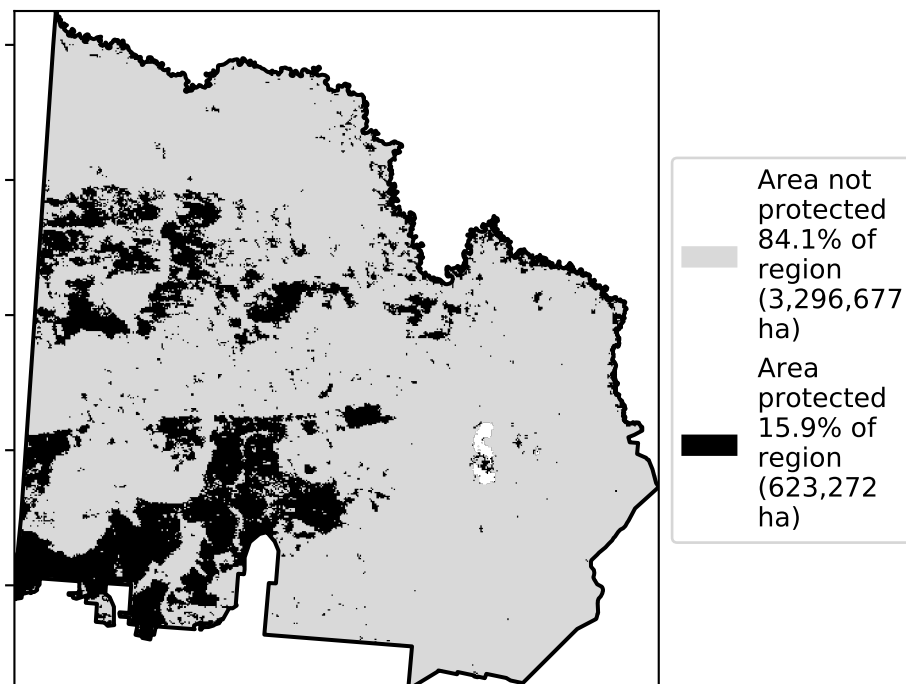 Area not
protected
84.1% of
region
(3,296,677
ha)
Area
protected
15.9% of
region
(623,272
ha)